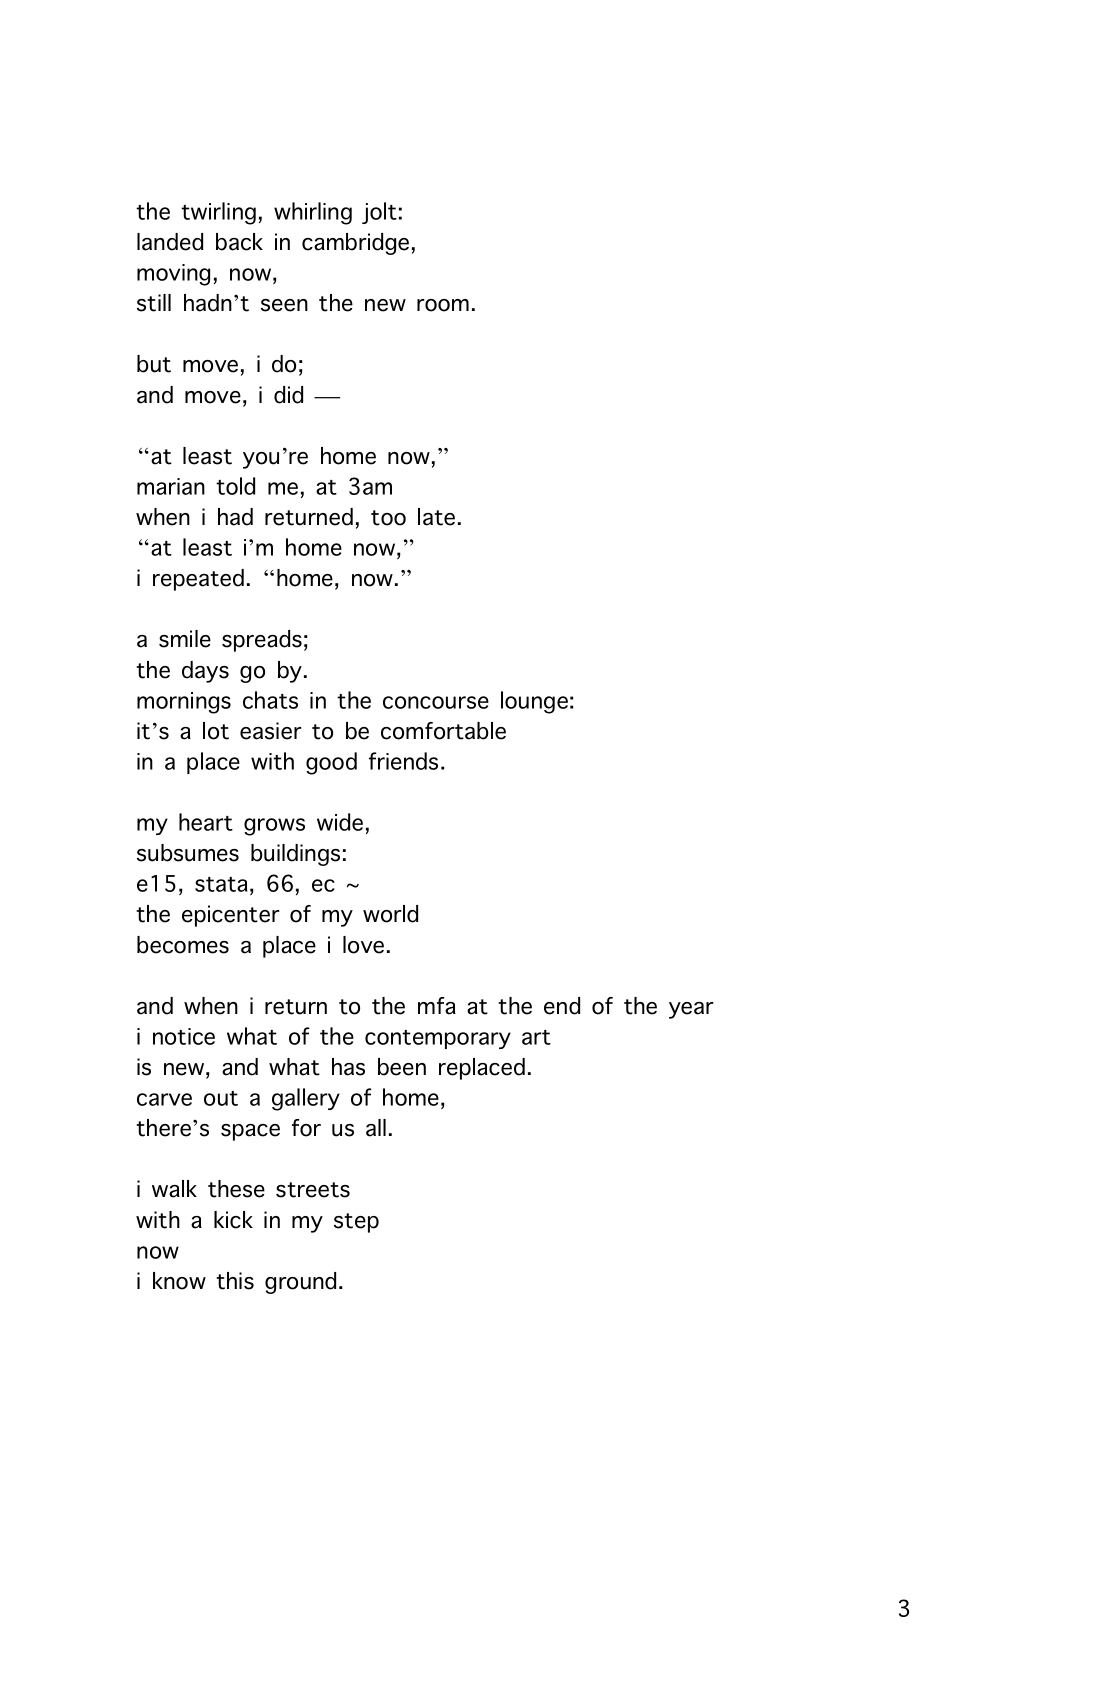 the twirling, whirling jolt:
landed back in cambridge,
moving, now,
still hadn’t seen the new room.
but move, i do;
and move, i did —
“at least you’re home now,”
marian told me, at 3am
when i had returned, too late.
“at least i’m home now,”
i repeated. “home, now.”
a smile spreads;
the days go by.
mornings chats in the concourse lounge:
it’s a lot easier to be comfortable
in a place with good friends.
my heart grows wide,
subsumes buildings:
e15, stata, 66, ec ~
the epicenter of my world
becomes a place i love.
and when i return to the mfa at the end of the year
i notice what of the contemporary art
is new, and what has been replaced.
carve out a gallery of home,
there’s space for us all.
i walk these streets
with a kick in my step
now
i know this ground.
3